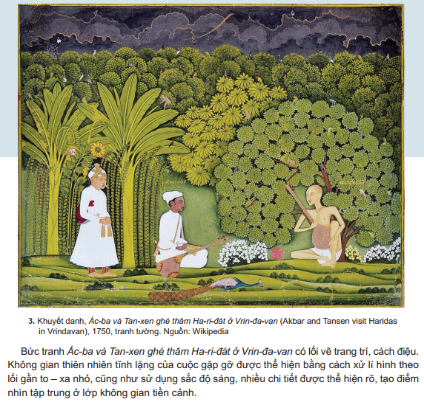 3. Khuyết danh, Ác-ba và Tan-xen ghé thăm Ha-ri-đát ở Vrin-đa-van (Akbar and Tansen visit Haridas
in Vrindavan), 1750, tranh tường. Nguồn: Wikipedia
Bức tranh Ác-ba và Tan-xen ghé thăm Ha-ri-đát ở Vrin-đa-van có lối vẽ trang trí, cách điệu.
Không gian thiên nhiên tĩnh lặng của cuộc gặp gỡ được thể hiện bằng cách xử lí hình theo
lối gần to – xa nhỏ, cũng như sử dụng sắc độ sáng, nhiều chi tiết được thể hiện rõ, tạo điểm
nhìn tập trung ở lớp không gian tiền cảnh.